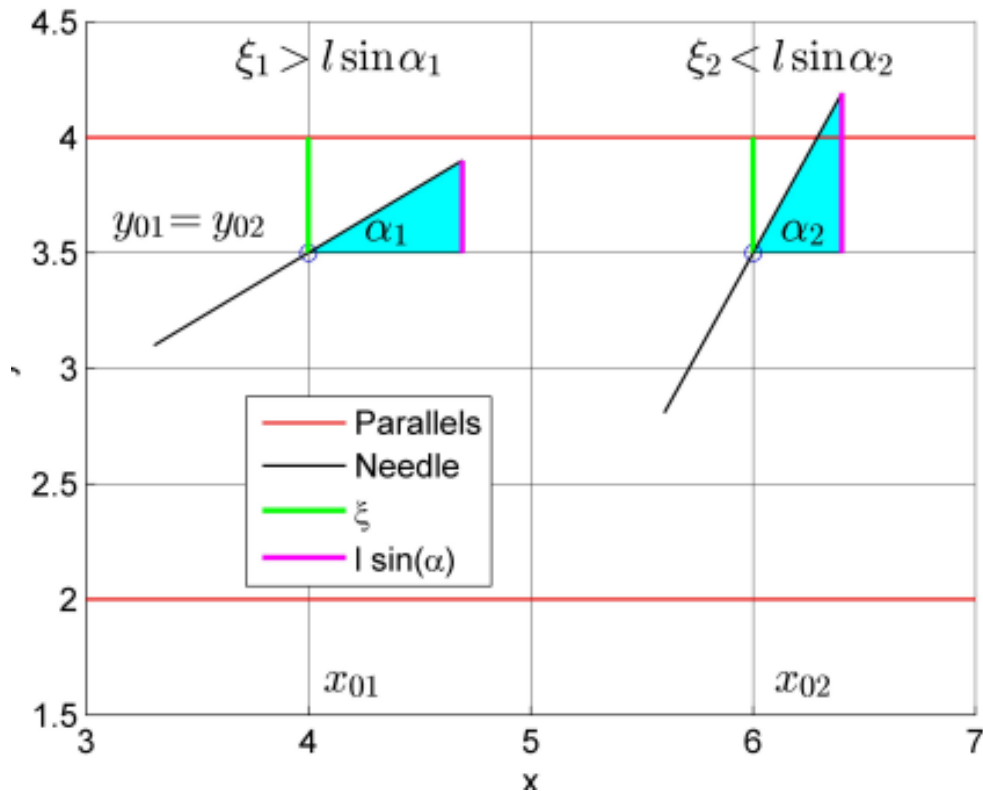 4.5
ξ₁ > l sin α₁
ξ₂ < l sin α₂
4
y₀₁ = y₀₂
α₁
α₂
3.5
3
Parallels
Needle
ξ
l sin(α)
2.5
2
x₀₁
x₀₂
1.5
3 4 5 6 7
x